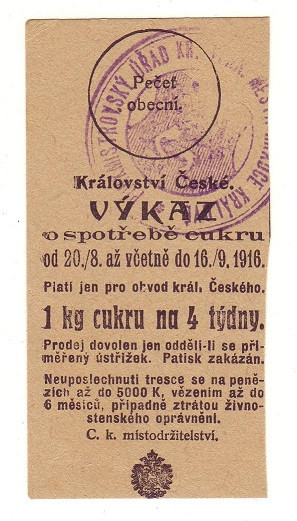 Pečeť
obecní.
Království České.
VÝKAZ
o spotřebě cukru
od 20./8. až včetně do 16./9. 1916.
Platí jen pro obvod král. Českého.
1 kg cukru na 4 týdny.
Prodej dovolen jen oddělí-li se při-
měřený ústřižek. Patisk zakázán.
Neuposlechnutí tresce se na pené-
zích až do 5000 K, vězením až do
6 měsíců, případně ztrátou živno-
stenského oprávnění.
C. k. místodržitelství.